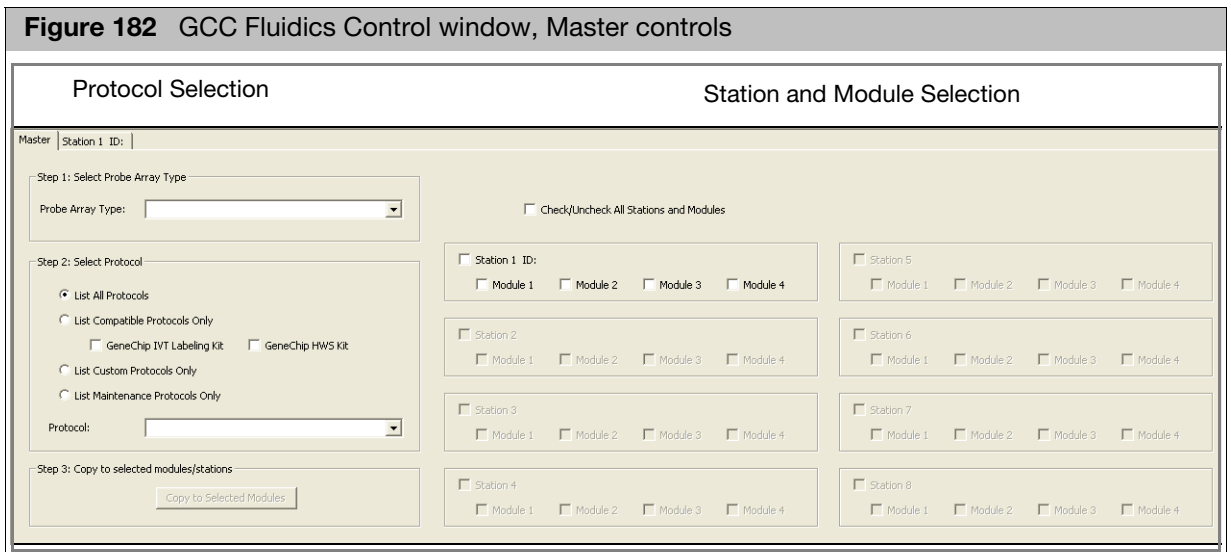 Figure 182 GCC Fluidics Control window, Master controls
Protocol Selection
Station and Module Selection
Master
Station 1 ID:
Step 1: Select Probe Array Type
Probe Array Type:
Step 2: Select Protocol
List All Protocols
List Compatible Protocols Only
GeneChip IVT Labeling Kit
GeneChip HWS Kit
List Custom Protocols Only
List Maintenance Protocols Only
Protocol:
Step 3: Copy to selected modules/stations
Copy to Selected Modules
Check/Uncheck All Stations and Modules
Station 1 ID:
Module 1 Module 2 Module 3 Module 4
Station 2
Module 1 Module 2 Module 3 Module 4
Station 3
Module 1 Module 2 Module 3 Module 4
Station 4
Module 1 Module 2 Module 3 Module 4
Station 5
Module 1 Module 2 Module 3 Module 4
Station 6
Module 1 Module 2 Module 3 Module 4
Station 7
Module 1 Module 2 Module 3 Module 4
Station 8
Module 1 Module 2 Module 3 Module 4